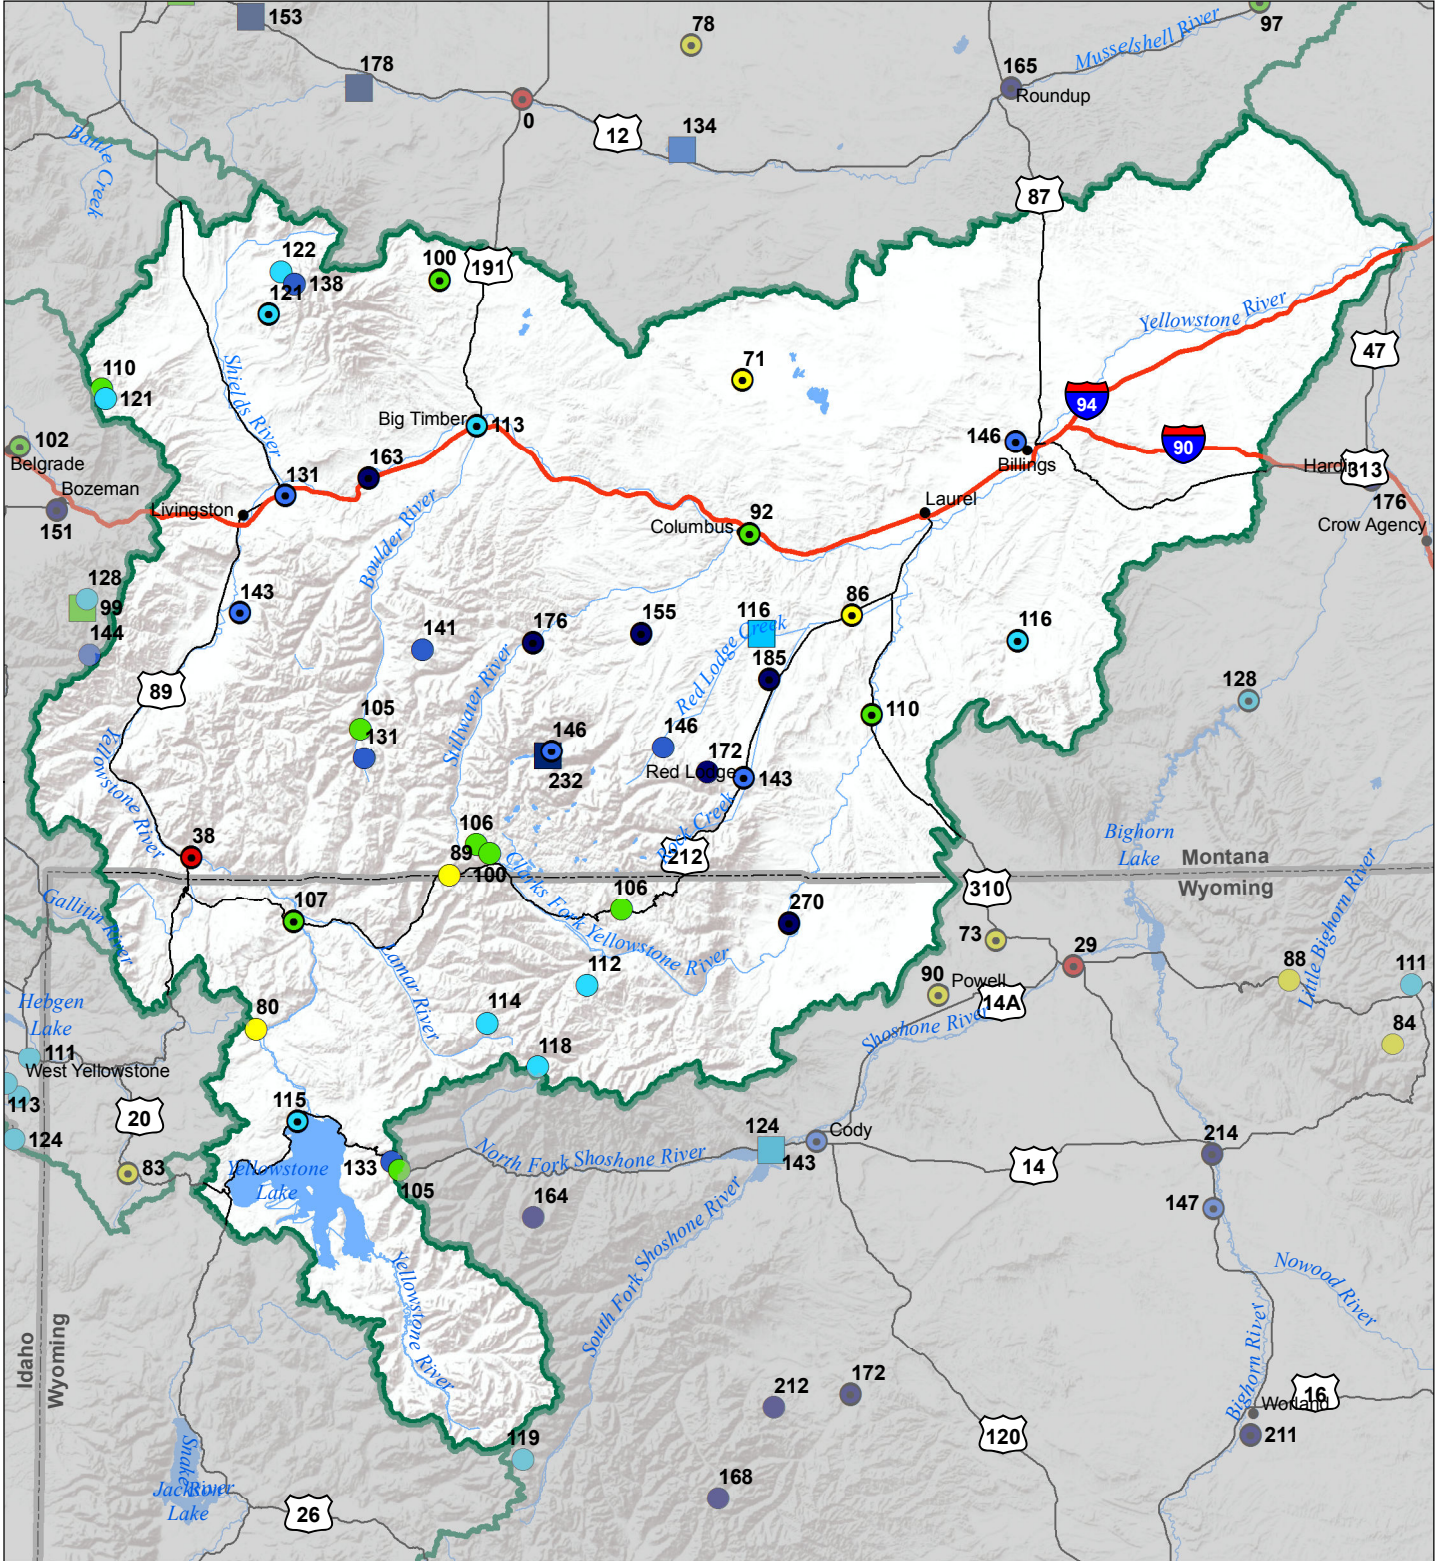 153
78
97
Musselshell River
178
165
Roundup
0
12
134
Battle
Creek
87
122
138
121
100
191
Yellowstone River
47
110
121
Shields River
71
94
Big Timber
113
146
90
Billings
102
Belgrade
Bozeman
151
163
131
Livingston
Hardin
313
176
Crow Agency
Laurel
92
Columbus
Boulder River
128
99
144
143
141
176
155
116
Red Lodge Creek
86
116
185
128
89
105
131
Stillwater River
146
232
146
172
Red Lodge
143
110
Yellowstone River
Rock Creek
212
Bighorn
Lake
38
106
89
100
Clarks Fork Yellowstone River
Montana
Wyoming
310
Little Bighorn River
Gallitin River
107
106
270
73
29
Lamar River
112
90
Powell
14A
88
111
Hebgen
Lake
80
114
Shoshone River
84
111
West Yellowstone
118
113
20
115
124
124
143
Cody
214
83
Yellowstone
Lake
133
105
North Fork Shoshone River
14
164
147
South Fork Shoshone River
Yellowstone River
Nowood River
Idaho
Wyoming
212
172
Bighorn River
16
Worland
211
119
120
168
Snake River
Jackson
Lake
26